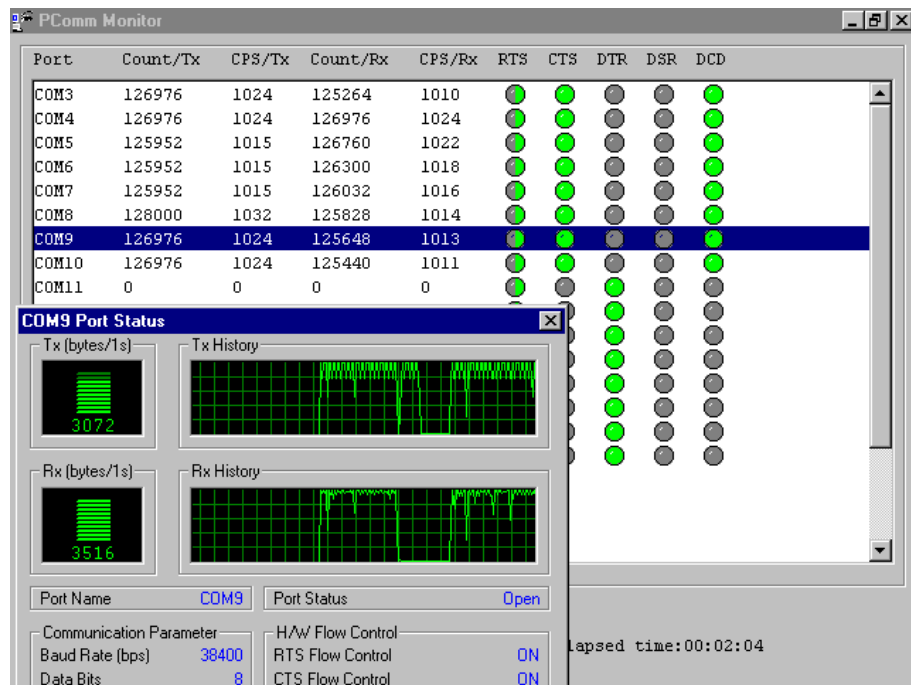 PComm Monitor
Port Count/Tx CPS/Tx Count/Rx CPS/Rx RTS CTS DTR DSR DCD
COM3 126976 1024 125264 1010
COM4 126976 1024 126976 1024
COM5 125952 1015 126760 1022
COM6 125952 1015 126300 1018
COM7 125952 1015 126032 1016
COM8 128000 1032 125828 1014
COM9 126976 1024 125648 1013
COM10 126976 1024 125440 1011
COM11 0 0 0 0
COM9 Port Status
Tx (bytes/1s) Tx History
3072
Rx (bytes/1s) Rx History
3516
Port Name COM9 Port Status Open
Communication Parameter H/W Flow Control
Baud Rate (bps) 38400 RTS Flow Control ON
Data Bits 8 CTS Flow Control ON
lapsed time:00:02:04